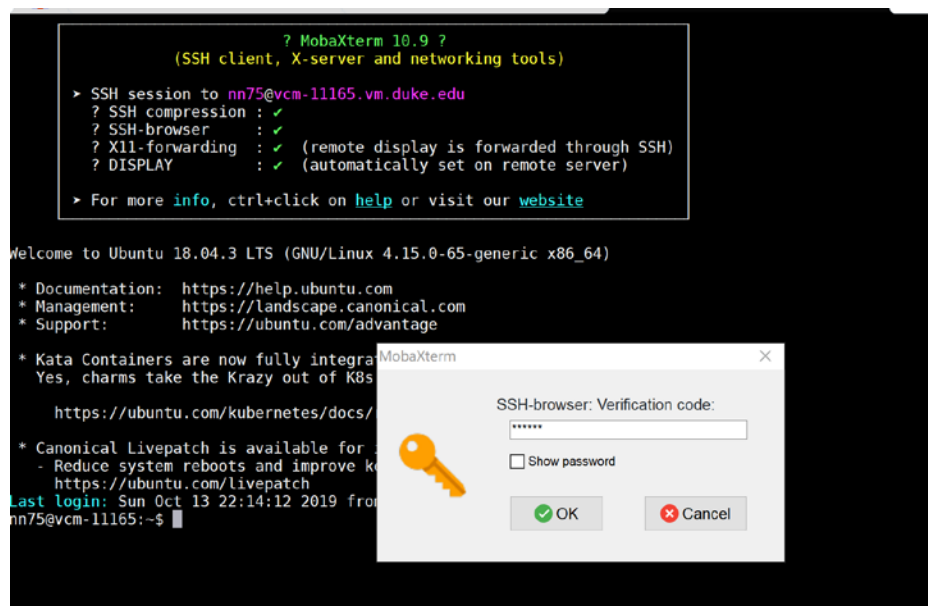 ? MobaXterm 10.9 ?
(SSH client, X-server and networking tools)
➤ SSH session to nn75@vcm-11165.vm.duke.edu
? SSH compression : ✔
? SSH-browser : ✔
? X11-forwarding : ✔ (remote display is forwarded through SSH)
? DISPLAY : ✔ (automatically set on remote server)
➤ For more info, ctrl+click on help or visit our website
Welcome to Ubuntu 18.04.3 LTS (GNU/Linux 4.15.0-65-generic x86_64)
* Documentation: https://help.ubuntu.com
* Management: https://landscape.canonical.com
* Support: https://ubuntu.com/advantage
* Kata Containers are now fully
Yes, charms take the Krazy out of K8s
https://ubuntu.com/kubernetes/docs/
* Canonical Livepatch is available for
- Reduce system reboots and improve
https://ubuntu.com/livepatch
Last login: Sun Oct 13 22:14:12 2019 from
nn75@vcm-11165:~$
MobaXterm
SSH-browser: Verification code:
******
Show password
OK
Cancel